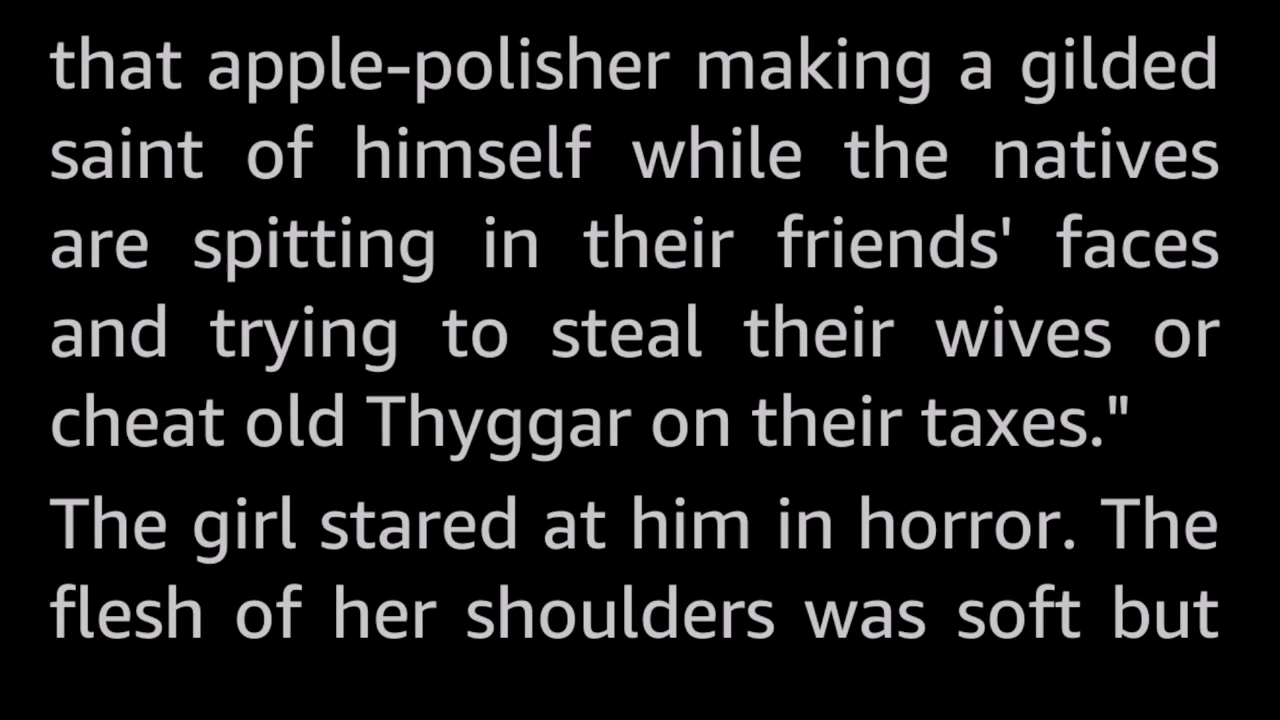 that apple-polisher making a gilded
saint of himself while the natives
are spitting in their friends' faces
and trying to steal their wives or
cheat old Thyggar on their taxes."
The girl stared at him in horror. The
flesh of her shoulders was soft but